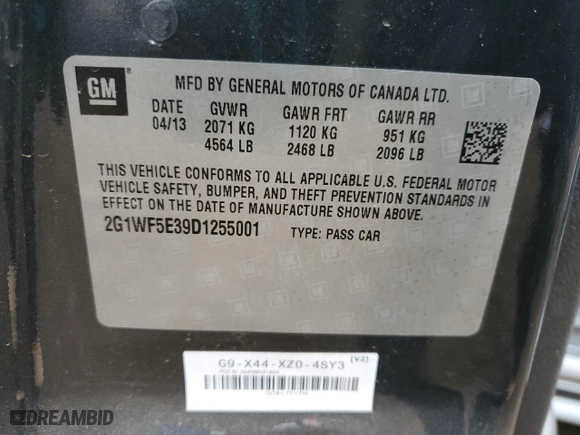 GM
MFD BY GENERAL MOTORS OF CANADA LTD.
DATE GVWR GAWR FRT GAWR RR
04/13 2071 KG 1120 KG 951 KG
4564 LB 2468 LB 2096 LB
THIS VEHICLE CONFORMS TO ALL APPLICABLE U.S. FEDERAL MOTOR
VEHICLE SAFETY, BUMPER, AND THEFT PREVENTION STANDARDS IN
EFFECT ON THE DATE OF MANUFACTURE SHOWN ABOVE.
2G1WF5E39D1255001 TYPE: PASS CAR
G9-X44-XZ0-4SY3 [V2]
DREAMBID